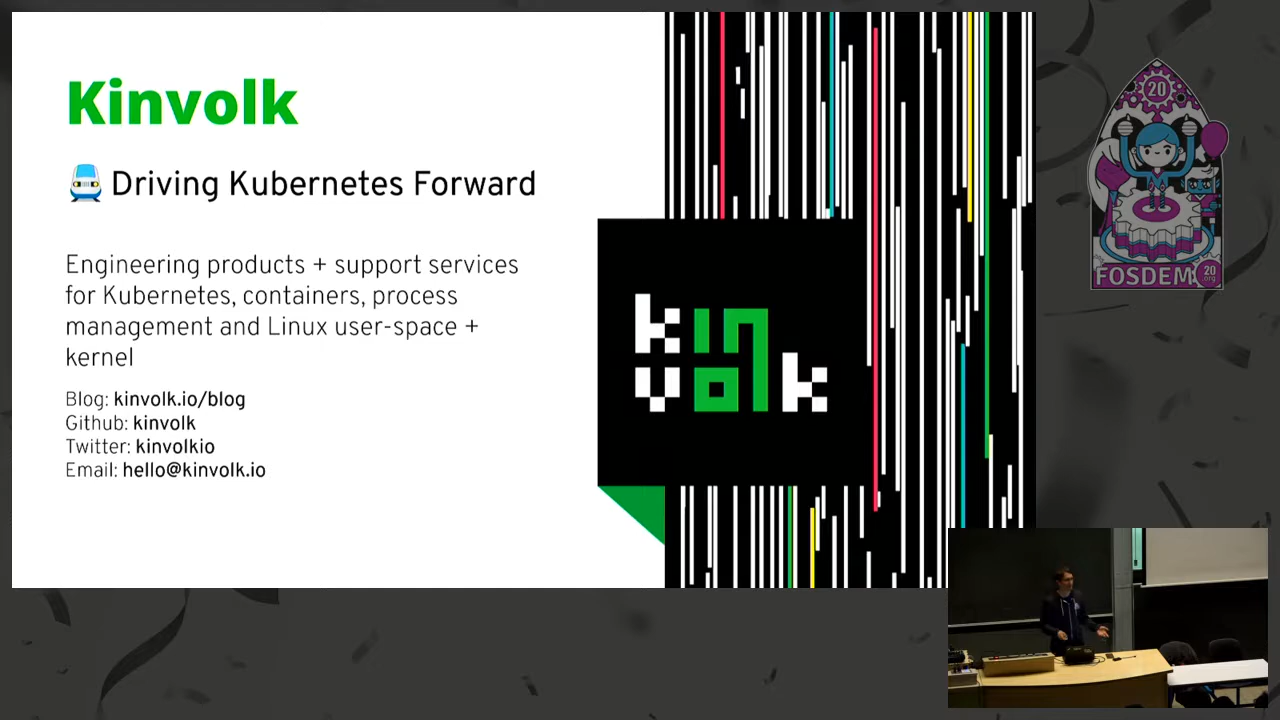 Kinvolk
Driving Kubernetes Forward
Engineering products + support services
for Kubernetes, containers, process
management and Linux user-space +
kernel
Blog: kinvolk.io/blog
Github: kinvolk
Twitter: kinvolkio
Email: hello@kinvolk.io
kin
volk
20
FOSDEM
20
.org